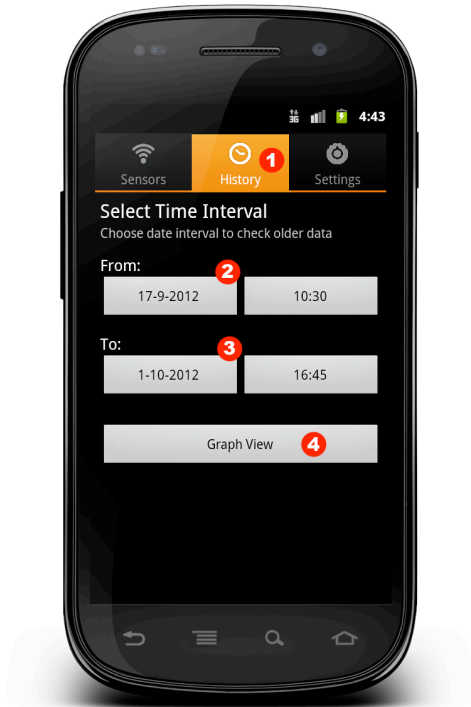 3G 4:43
Sensors History 1 Settings
Select Time Interval
Choose date interval to check older data
From: 2
17-9-2012 10:30
To: 3
1-10-2012 16:45
Graph View 4